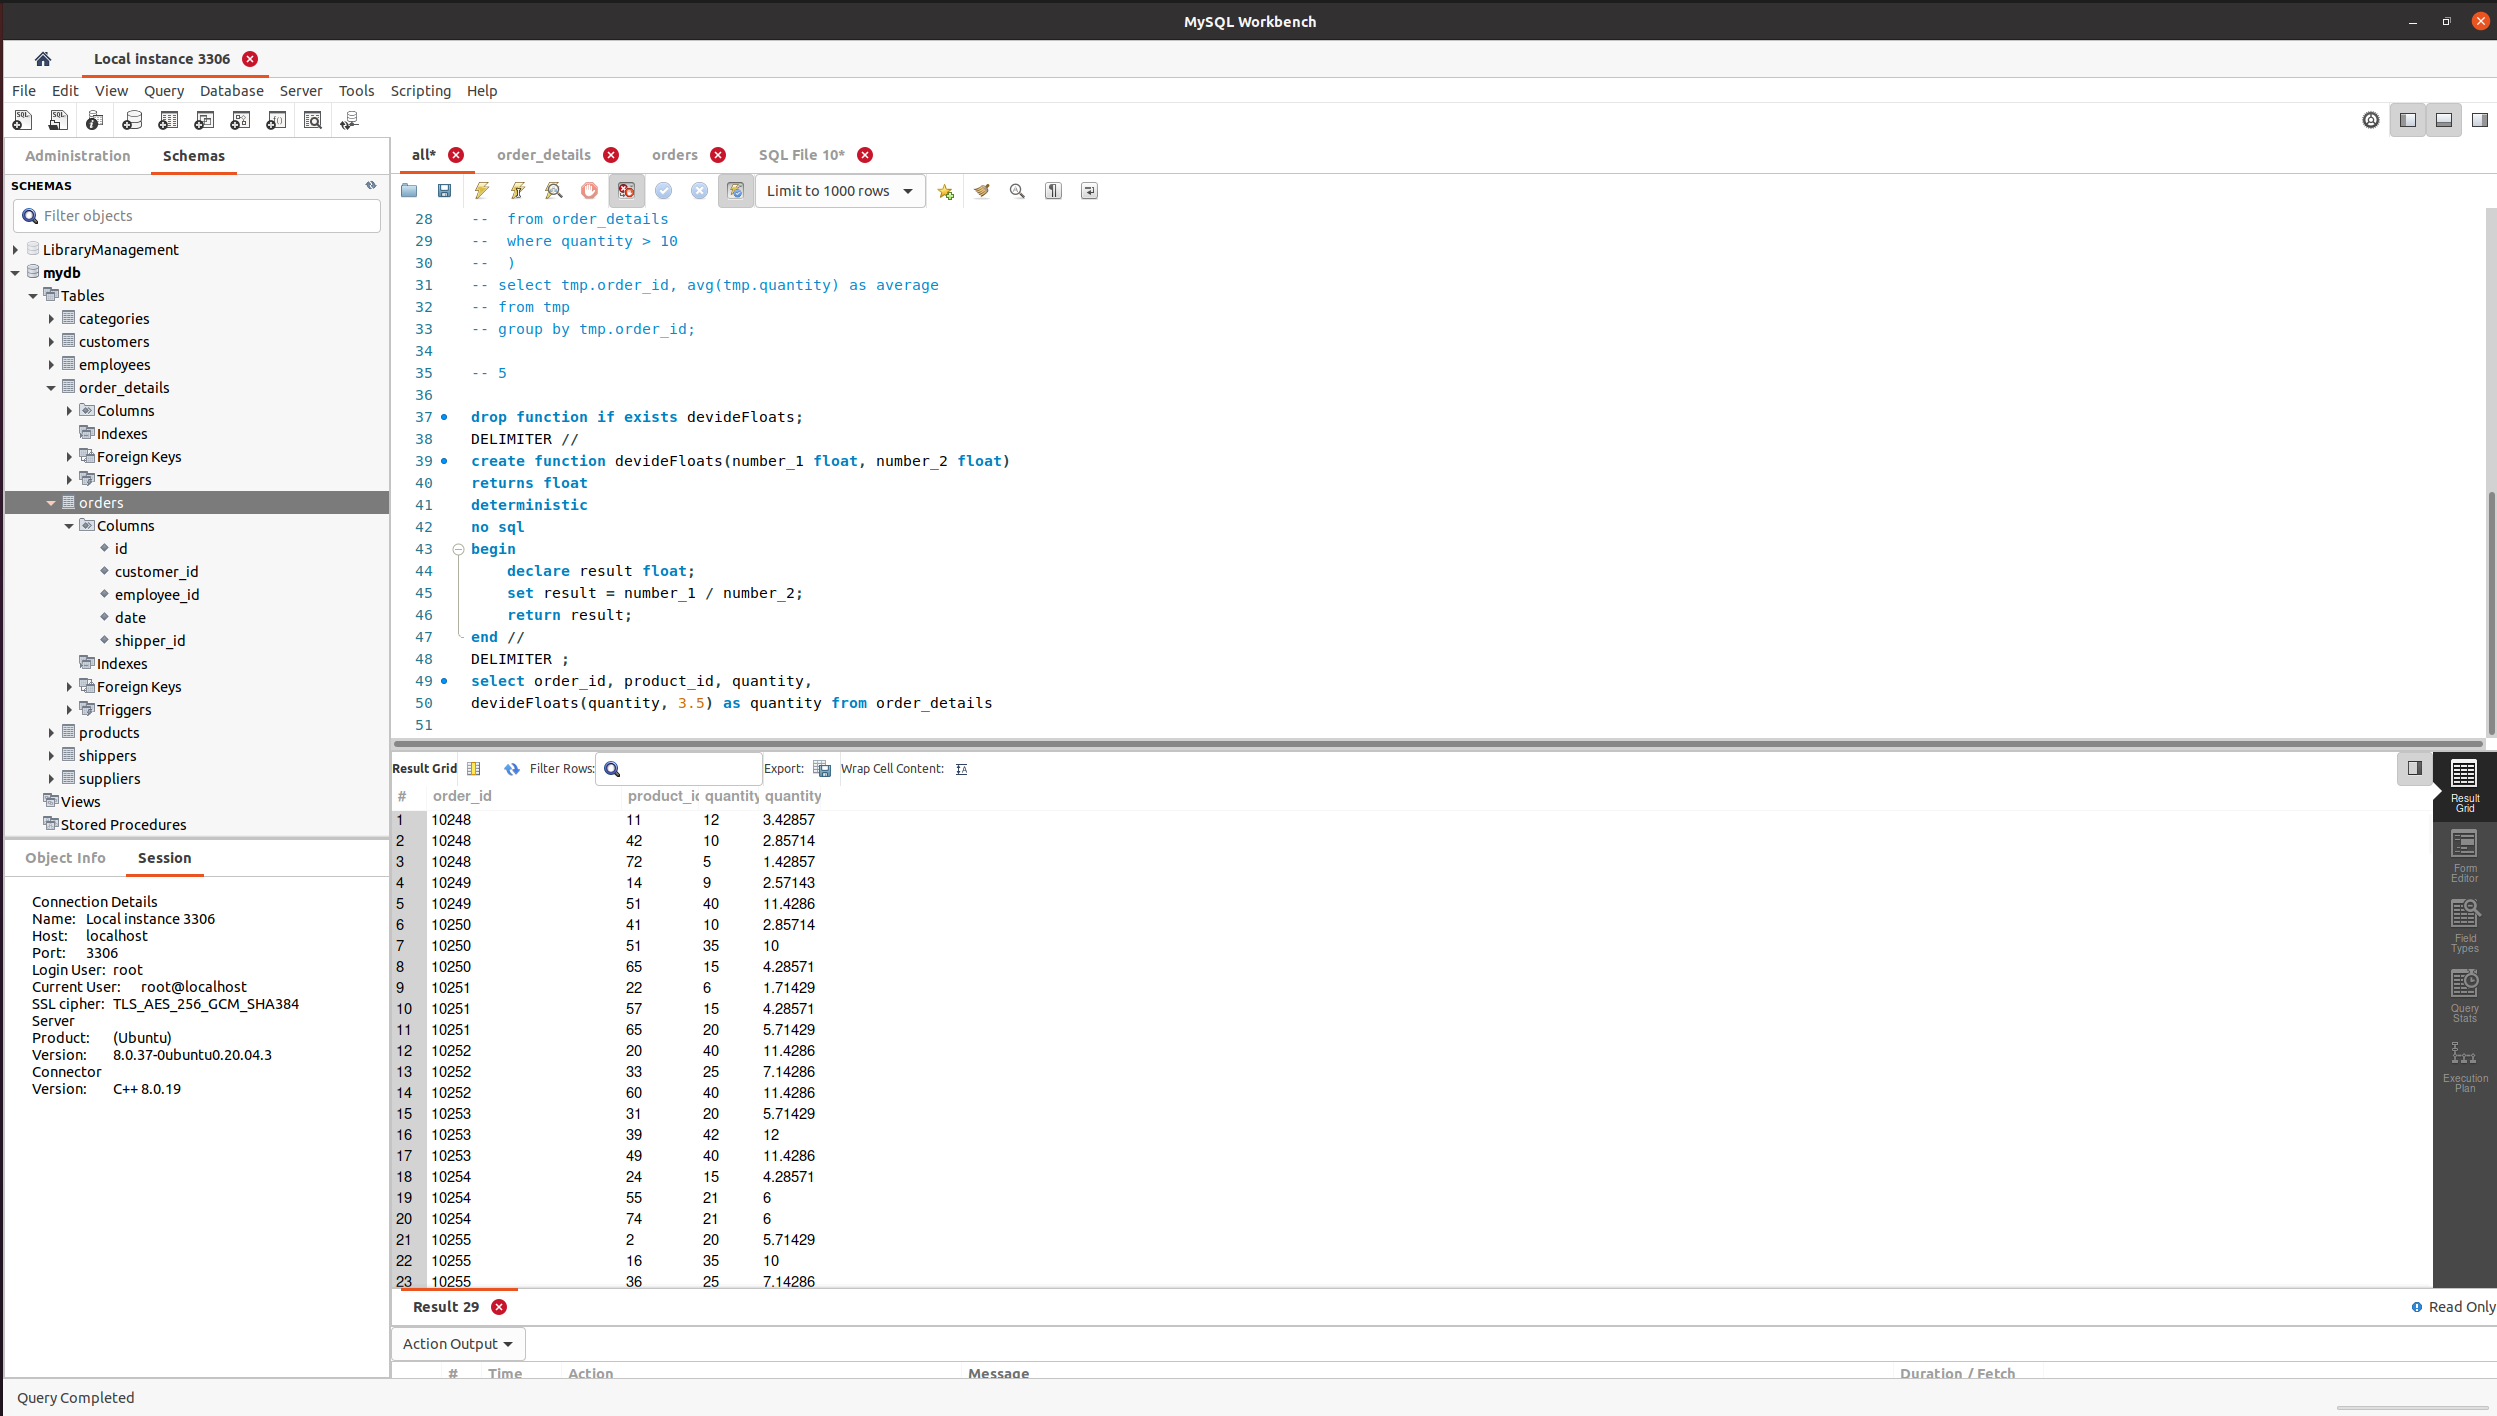 MySQL Workbench
Local instance 3306
File Edit View Query Database Server Tools Scripting Help
Administration Schemas
SCHEMAS
Filter objects
LibraryManagement
mydb
Tables
categories
customers
employees
order_details
Columns
Indexes
Foreign Keys
Triggers
orders
Columns
id
customer_id
employee_id
date
shipper_id
Indexes
Foreign Keys
Triggers
products
shippers
suppliers
Views
Stored Procedures
Object Info Session
Connection Details
Name: Local instance 3306
Host: localhost
Port: 3306
Login User: root
Current User: root@localhost
SSL cipher: TLS_AES_256_GCM_SHA384
Server
Product: (Ubuntu)
Version: 8.0.37-0ubuntu0.20.04.3
Connector
Version: C++ 8.0.19
all* order_details orders SQL File 10*
Limit to 1000 rows
28 -- from order_details
29 -- where quantity > 10
30 -- )
31 -- select tmp.order_id, avg(tmp.quantity) as average
32 -- from tmp
33 -- group by tmp.order_id;
34
35 -- 5
36
37 drop function if exists devideFloats;
38 DELIMITER //
39 create function devideFloats(number_1 float, number_2 float)
40 returns float
41 deterministic
42 no sql
43 begin
44 declare result float;
45 set result = number_1 / number_2;
46 return result;
47 end //
48 DELIMITER ;
49 select order_id, product_id, quantity,
50 devideFloats(quantity, 3.5) as quantity from order_details
51
Result Grid Filter Rows: Export: Wrap Cell Content:
# order_id product_id quantity quantity
1 10248 11 12 3.42857
2 10248 42 10 2.85714
3 10248 72 5 1.42857
4 10249 14 9 2.57143
5 10249 51 40 11.4286
6 10250 41 10 2.85714
7 10250 51 35 10
8 10250 65 15 4.28571
9 10251 22 6 1.71429
10 10251 57 15 4.28571
11 10251 65 20 5.71429
12 10252 20 40 11.4286
13 10252 33 25 7.14286
14 10252 60 40 11.4286
15 10253 31 20 5.71429
16 10253 39 42 12
17 10253 49 40 11.4286
18 10254 24 15 4.28571
19 10254 55 21 6
20 10254 74 21 6
21 10255 2 20 5.71429
22 10255 16 35 10
23 10255 36 25 7.14286
Result
Grid
Form
Editor
Field
Types
Query
Stats
Execution
Plan
Result 29 Read Only
Action Output
# Time Action Message Duration / Fetch
Query Completed